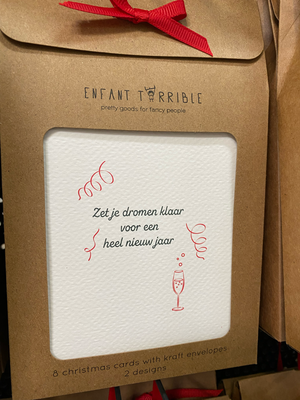 ENFANT TERRIBLE
pretty goods for fancy people
Zet je dromen klaar
voor een
heel nieuw jaar
8 christmas cards with kraft envelopes
2 designs